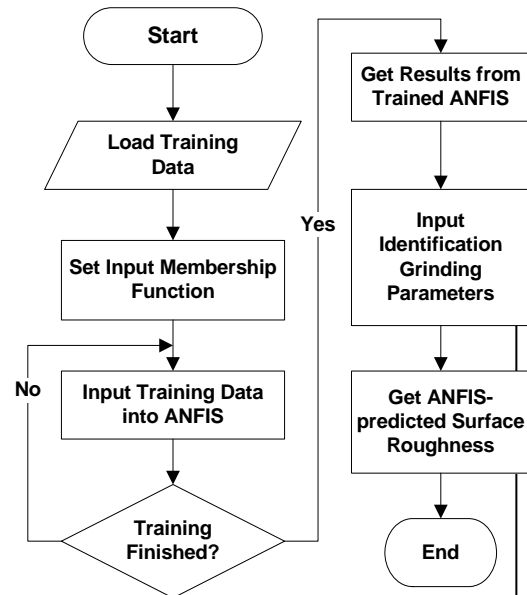 Start
Load Training
Data
Set Input Membership
Function
No
Input Training Data
into ANFIS
Training
Finished?
Yes
Get Results from
Trained ANFIS
Input
Identification
Grinding
Parameters
Get ANFIS-
predicted Surface
Roughness
End